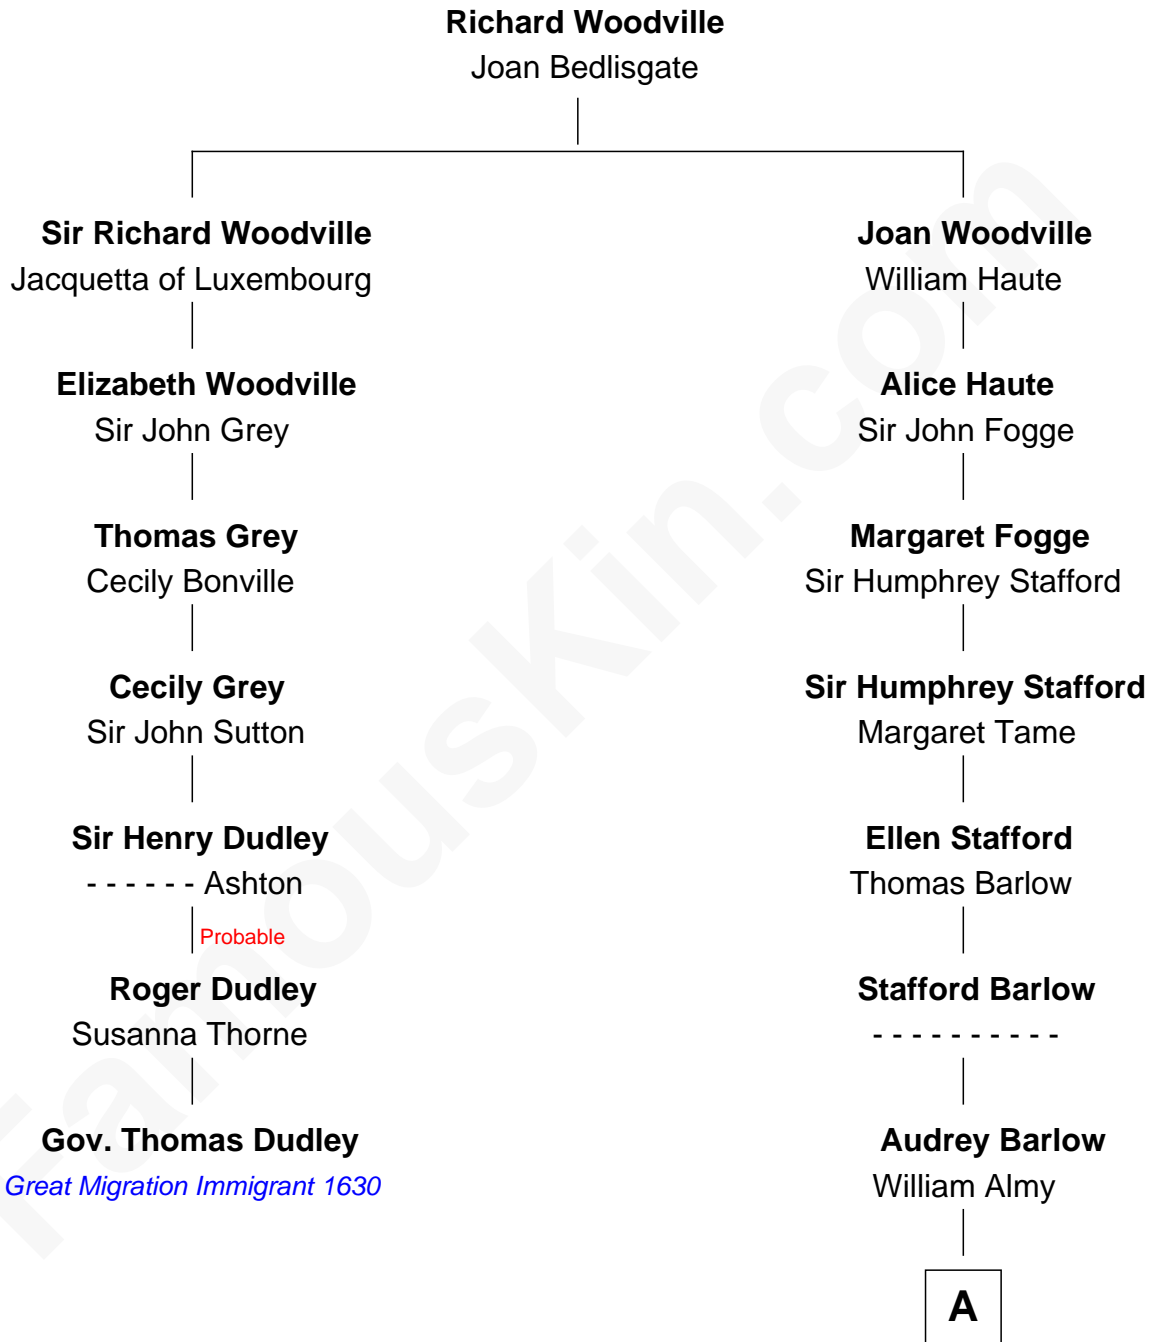 Richard Woodville
Joan Bedlisgate
Sir Richard Woodville
Jacquetta of Luxembourg
Joan Woodville
William Haute
Elizabeth Woodville
Sir John Grey
Alice Haute
Sir John Fogge
Thomas Grey
Cecily Bonville
Margaret Fogge
Sir Humphrey Stafford
Cecily Grey
Sir John Sutton
Sir Humphrey Stafford
Margaret Tame
Sir Henry Dudley
- - - - - - Ashton
Ellen Stafford
Thomas Barlow
Probable
Roger Dudley
Susanna Thorne
Stafford Barlow
- - - - - - - - - -
Gov. Thomas Dudley
Great Migration Immigrant 1630
Audrey Barlow
William Almy
A
FamousKin.com